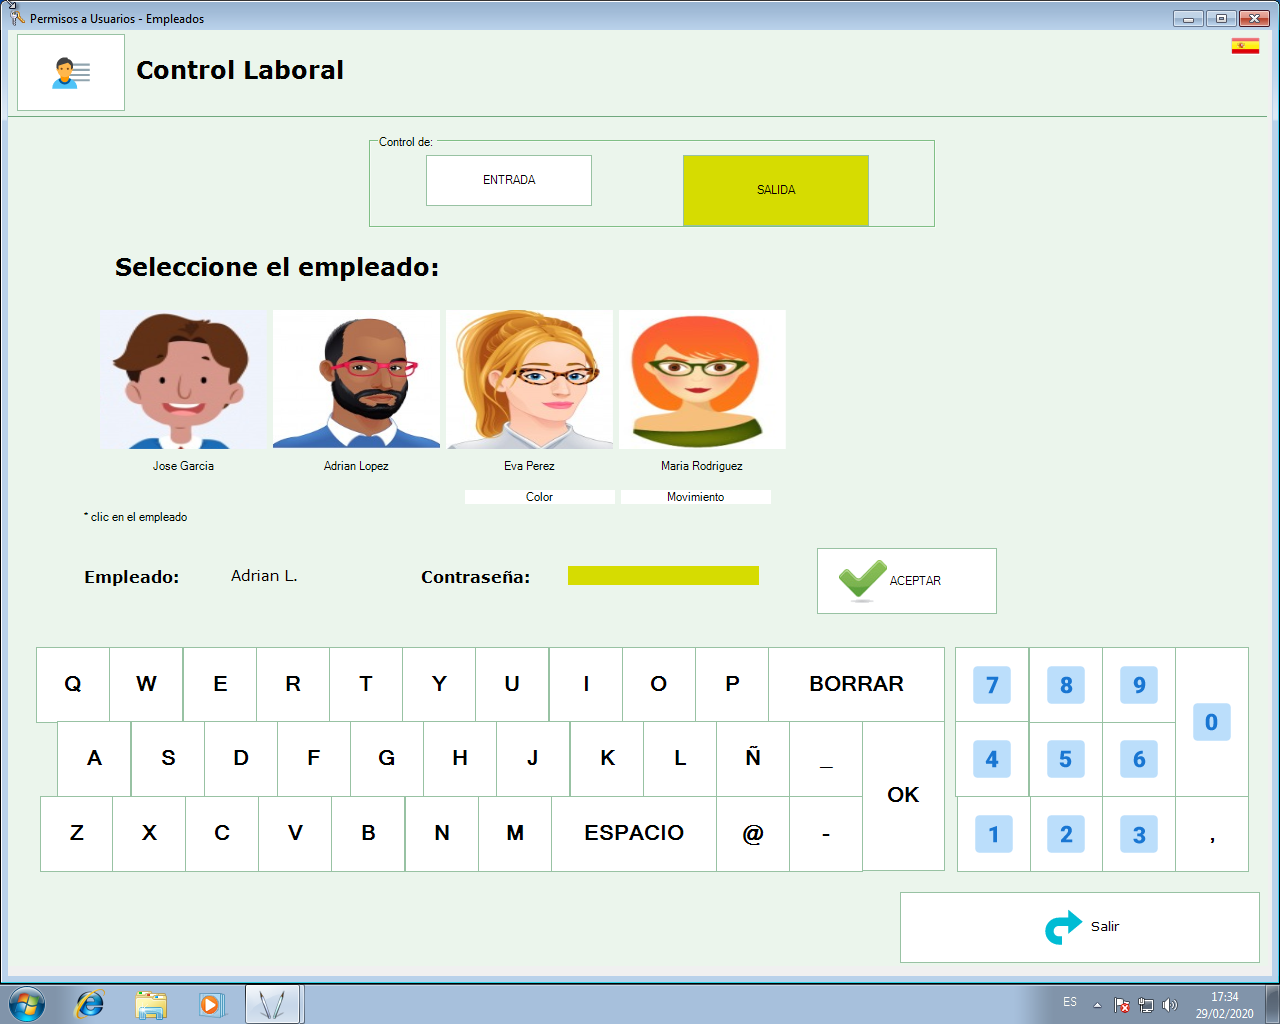 Permisos a Usuarios - Empleados
Control Laboral
Control de:
ENTRADA
SALIDA
Seleccione el empleado:
Jose Garcia
Adrian Lopez
Eva Perez
Maria Rodriguez
Color
Movimiento
* clic en el empleado
Empleado:
Adrian L.
Contraseña:
ACEPTAR
Q W E R T Y U I O P BORRAR
7 8 9
0
A S D F G H J K L Ñ _
OK
4 5 6
Z X C V B N M ESPACIO @ -
1 2 3 ,
Salir
ES
17:34
29/02/2020